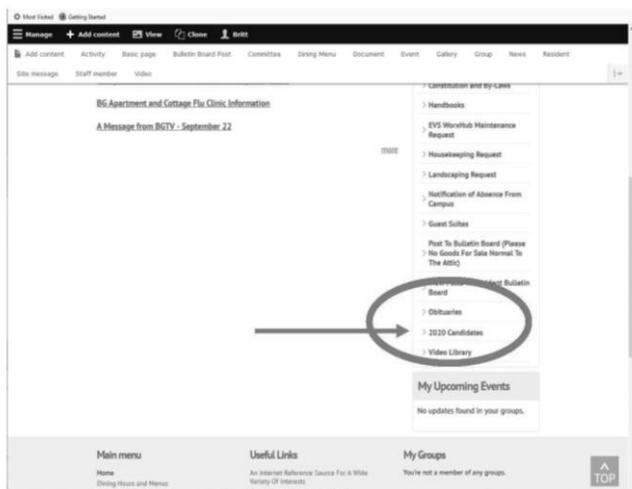 Most Visited Getting Started
Manage Add content View Clone Britt
Add content Activity Basic page Bulletin Board Post Committee Dining Menu Document Event Gallery Group News Resident
Site message Staff member Video
Constitution and By-Laws
BG Apartment and Cottage Flu Clinic Information
Handbooks
A Message from BGTV - September 22
EVS WorxHub Maintenance
Request
more
Housekeeping Request
Landscaping Request
Notification of Absence From
Campus
Guest Suites
Post To Bulletin Board (Please
No Goods For Sale Normal To
The Attic)
Bulletin
Board
Obituaries
2020 Candidates
Video Library
My Upcoming Events
No updates found in your groups.
Main menu Useful Links My Groups
Home An Internet Reference Source For A Wide You're not a member of any groups.
Dining Hours and Menus Variety Of Interests
TOP